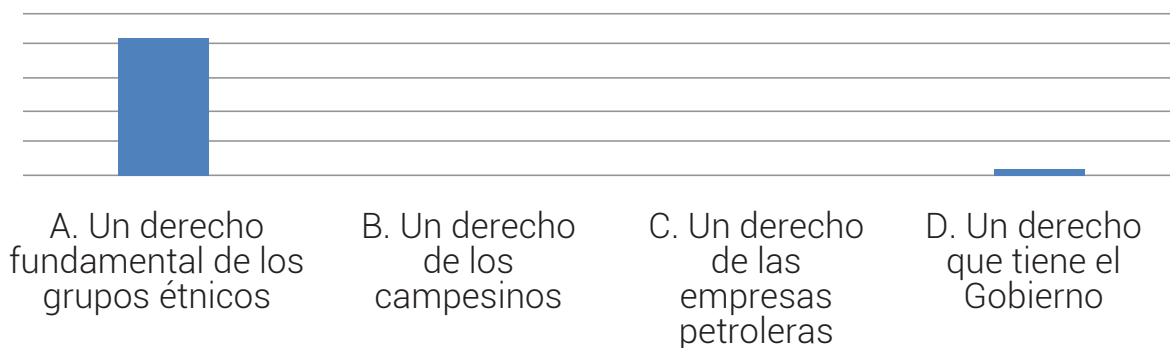 A. Un derecho
fundamental de los
grupos étnicos
B. Un derecho
de los
campesinos
C. Un derecho
de las
empresas
petroleras
D. Un derecho
que tiene el
Gobierno